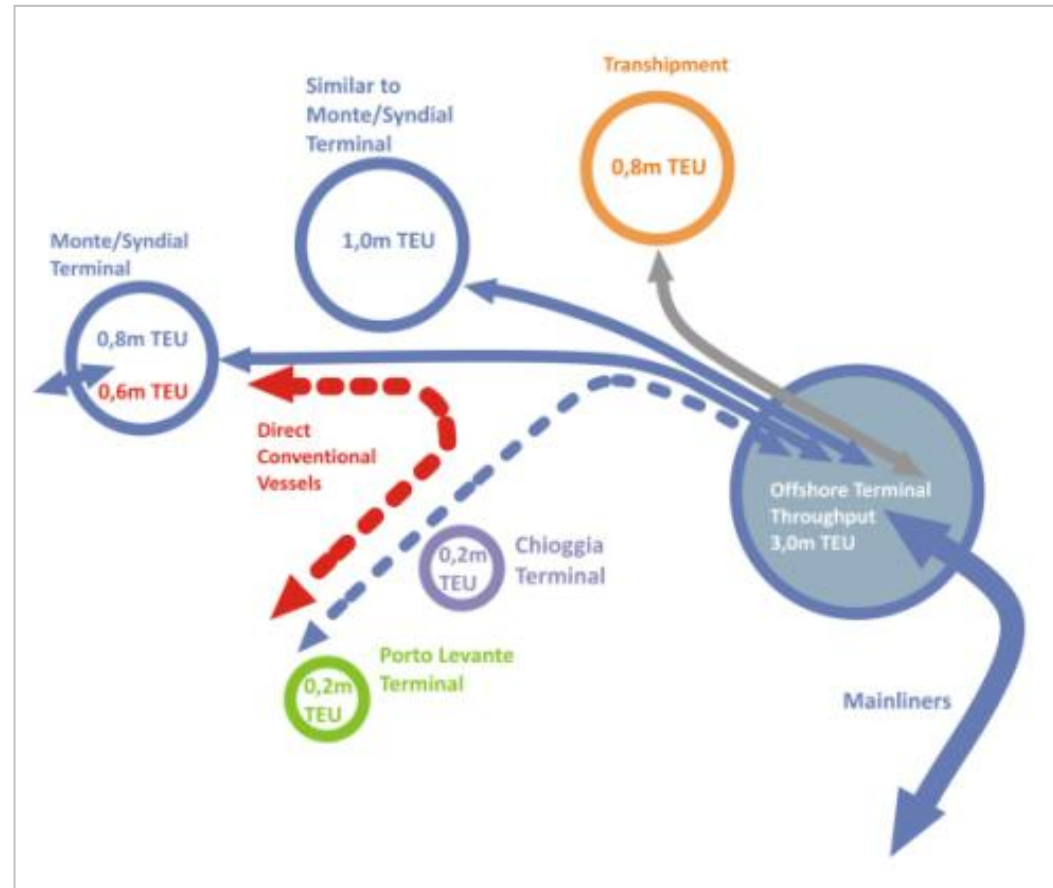 Transhipment
0,8m TEU
Similar to
Monte/Syndial
Terminal
1,0m TEU
Monte/Syndial
Terminal
0,8m TEU
0,6m TEU
Direct
Conventional
Vessels
Offshore Terminal
Throughput
3,0m TEU
0,2m
TEU
Chioggia
Terminal
Porto Levante
Terminal
0,2m
TEU
Mainliners